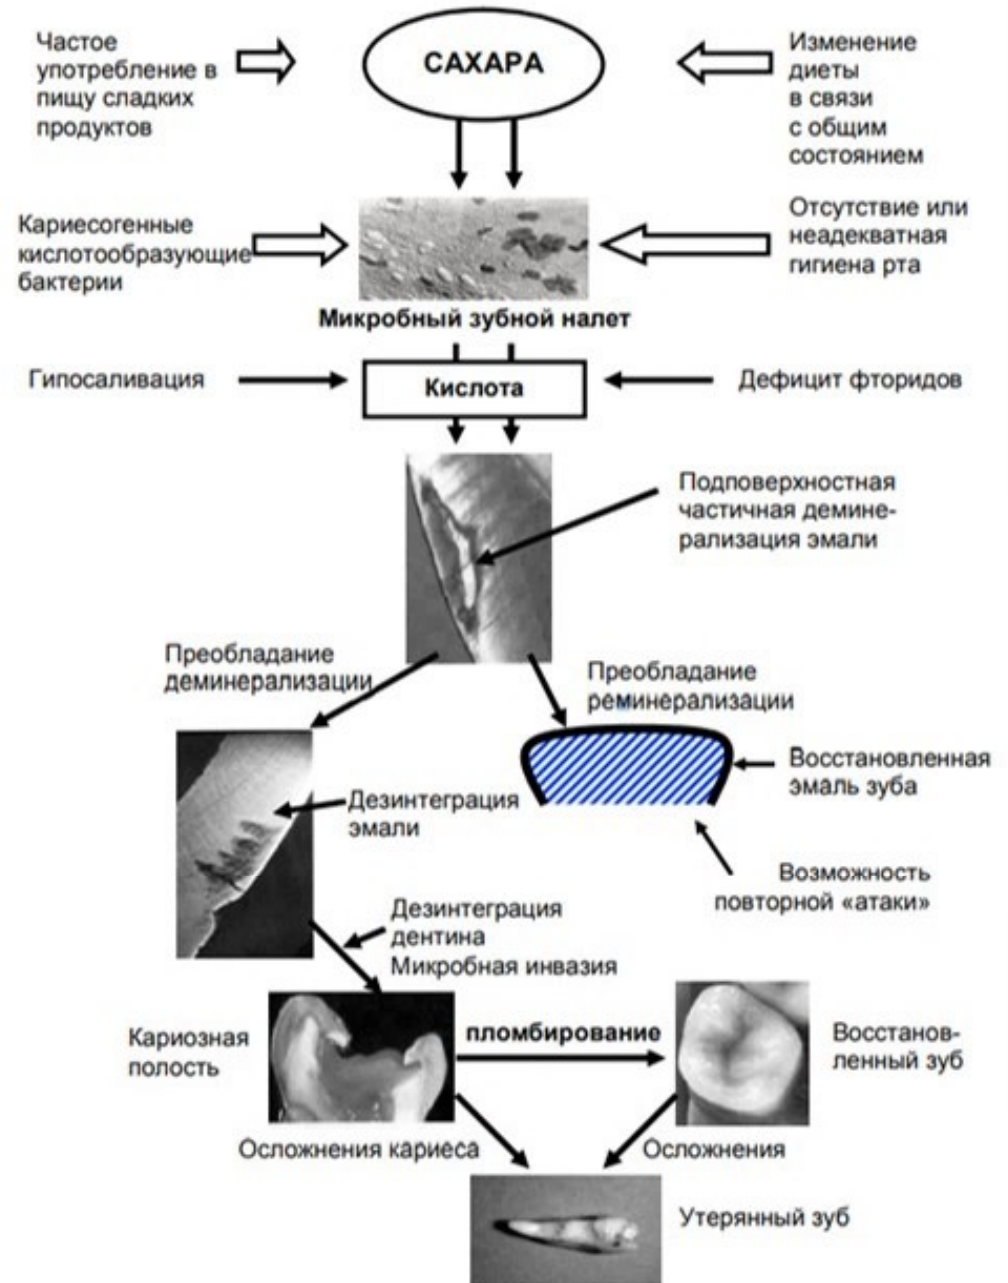 Частое
употребление в
пищу сладких
продуктов
САХАРА
Изменение
диеты
в связи
с общим
состоянием
Кариесогенные
кислотообразующие
бактерии
Отсутствие или
неадекватная
гигиена рта
Микробный зубной налет
Гипосаливация
Кислота
Дефицит фторидов
Подповерхностная
частичная демине-
рализация эмали
Преобладание
деминерализации
Преобладание
реминерализации
Восстановленная
эмаль зуба
Дезинтеграция
эмали
Возможность
повторной «атаки»
Дезинтеграция
дентина
Микробная инвазия
Кариозная
полость
пломбирование
Восстанов-
ленный зуб
Осложнения кариеса
Осложнения
Утерянный зуб